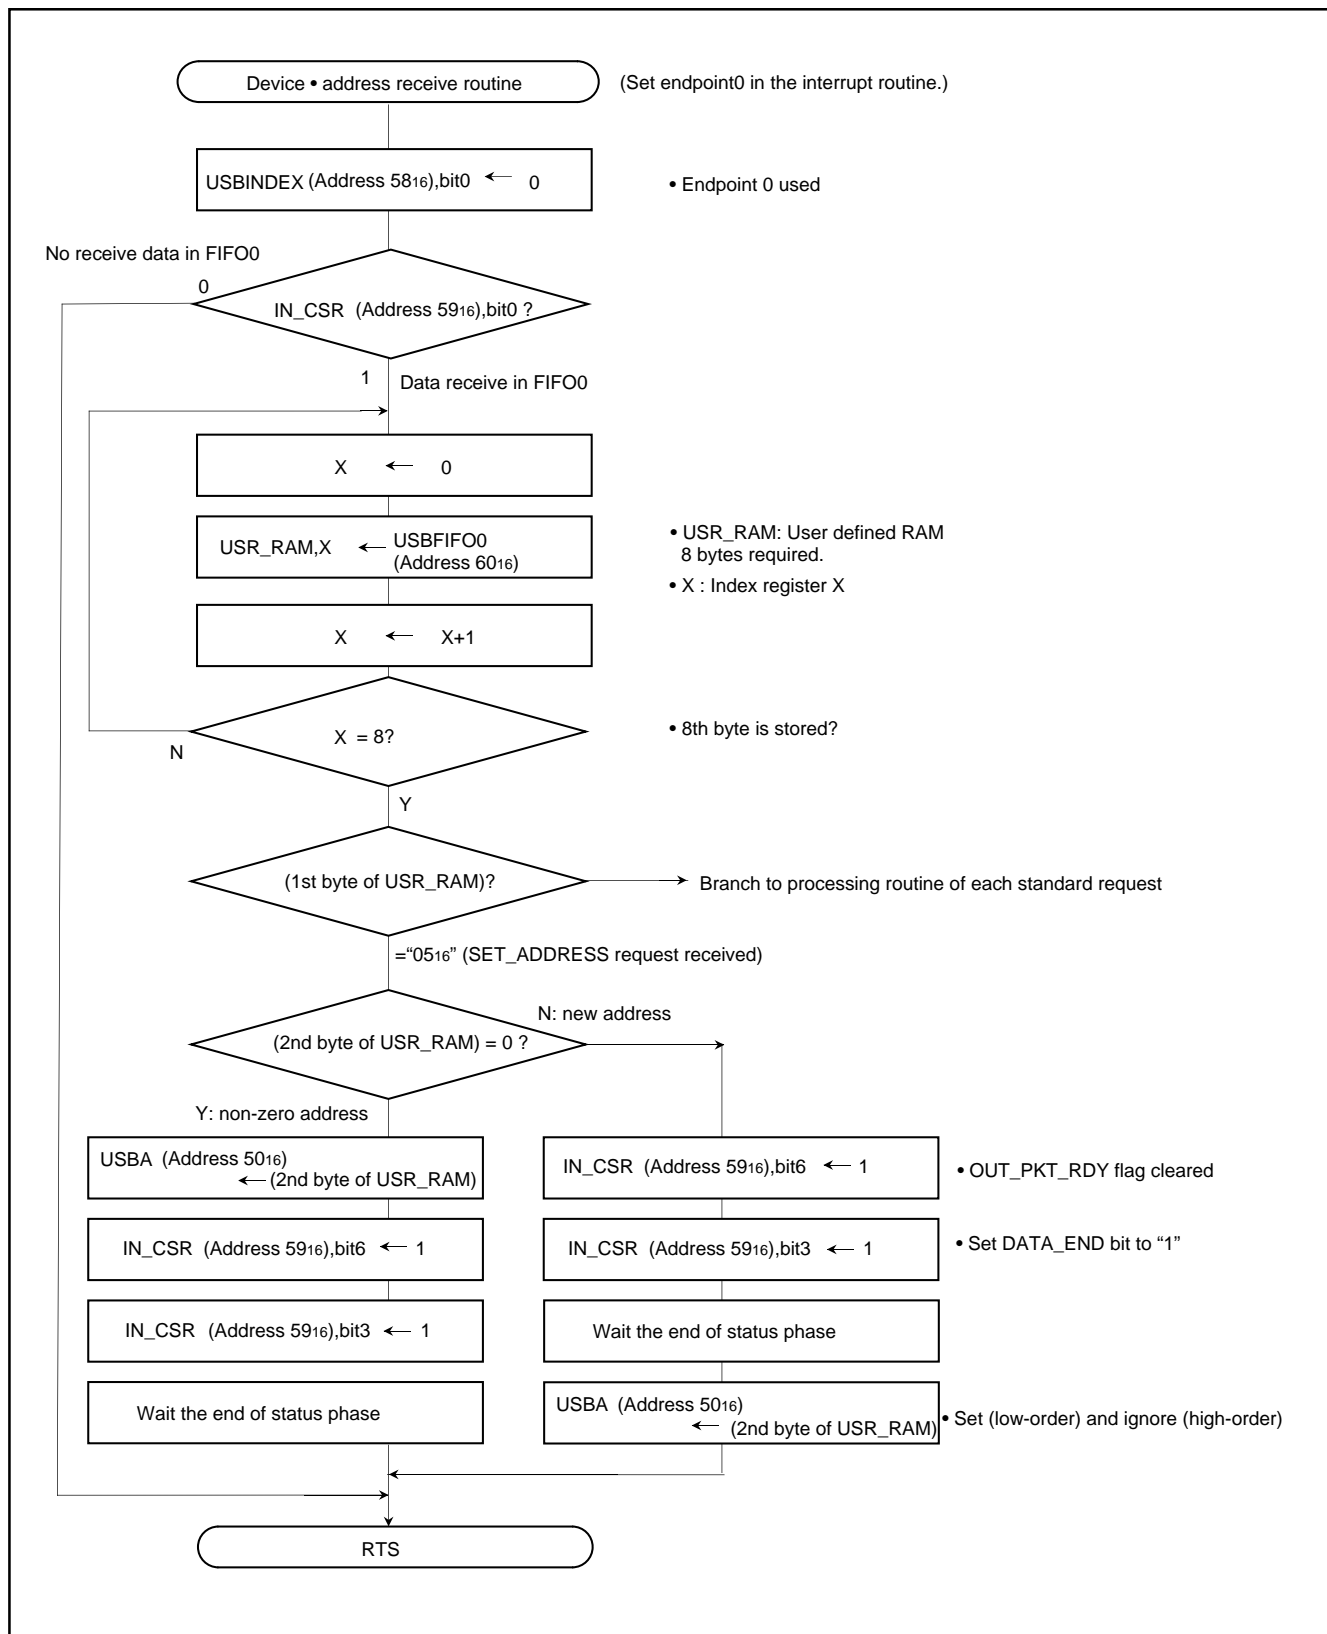 Device • address receive routine
(Set endpoint0 in the interrupt routine.)
USBINDEX (Address 5816),bit0 ← 0
• Endpoint 0 used
No receive data in FIFO0
0
IN_CSR (Address 5916),bit0 ?
1
Data receive in FIFO0
X ← 0
USR_RAM,X ← USBFIFO0
(Address 6016)
• USR_RAM: User defined RAM
8 bytes required.
• X : Index register X
X ← X+1
X = 8?
• 8th byte is stored?
N
Y
(1st byte of USR_RAM)?
Branch to processing routine of each standard request
=“0516” (SET_ADDRESS request received)
N: new address
(2nd byte of USR_RAM) = 0 ?
Y: non-zero address
USBA (Address 5016)
← (2nd byte of USR_RAM)
IN_CSR (Address 5916),bit6 ← 1
• OUT_PKT_RDY flag cleared
IN_CSR (Address 5916),bit6 ← 1
IN_CSR (Address 5916),bit3 ← 1
• Set DATA_END bit to “1”
IN_CSR (Address 5916),bit3 ← 1
Wait the end of status phase
Wait the end of status phase
USBA (Address 5016)
← (2nd byte of USR_RAM)
• Set (low-order) and ignore (high-order)
RTS